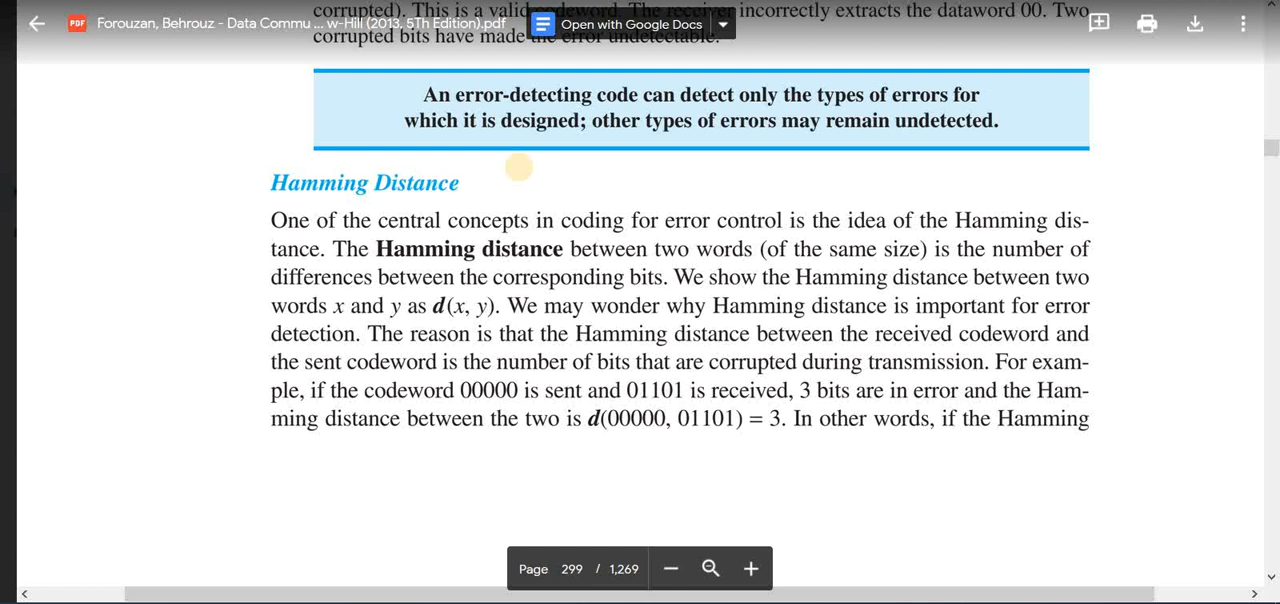 corrupted). This is a valid codeword. The receiver incorrectly extracts the dataword 00. Two
Forouzan, Behrouz - Data Commu ... w-Hill (2013, 5Th Edition).pdf
PDF
Open with Google Docs
corrupted bits have made the error undetectable.
An error-detecting code can detect only the types of errors for
which it is designed; other types of errors may remain undetected.
Hamming Distance
One of the central concepts in coding for error control is the idea of the Hamming dis-
tance. The Hamming distance between two words (of the same size) is the number of
differences between the corresponding bits. We show the Hamming distance between two
words x and y as d(x, y). We may wonder why Hamming distance is important for error
detection. The reason is that the Hamming distance between the received codeword and
the sent codeword is the number of bits that are corrupted during transmission. For exam-
ple, if the codeword 00000 is sent and 01101 is received, 3 bits are in error and the Ham-
ming distance between the two is d(00000, 01101) = 3. In other words, if the Hamming
Page 299 / 1,269